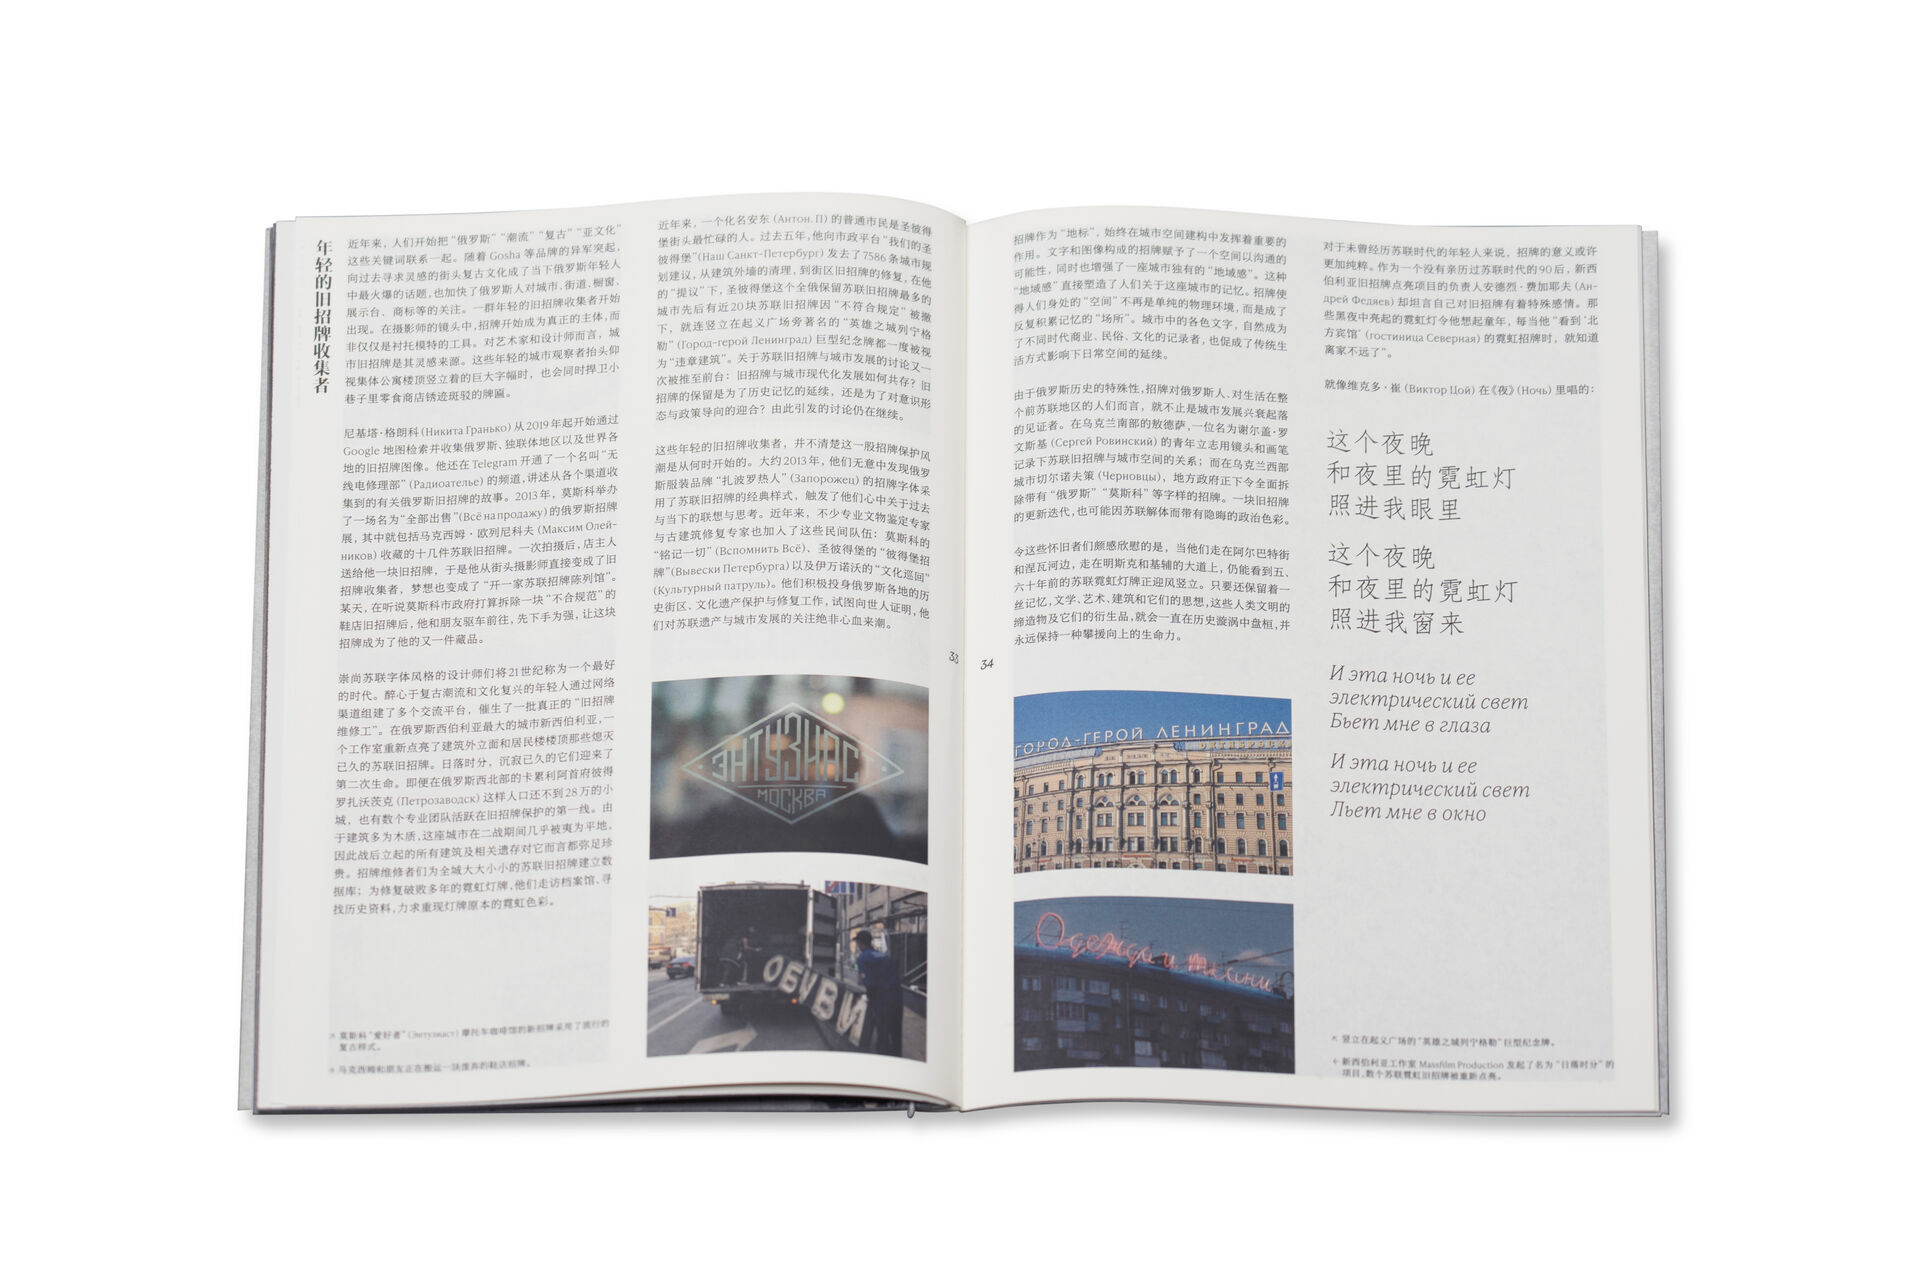 年轻的旧招牌收集者
近年来，人们开始把“俄罗斯”“潮流”“复古”“亚文化”
这些关键词联系一起。随着 Gosha 等品牌的异军突起，
向过去寻求灵感的街头复古文化成了当下俄罗斯年轻人
中最火爆的话题，也加快了俄罗斯人对城市、街道、橱窗、
展示台、商标等的关注。一群年轻的旧招牌收集者开始
出现。在摄影师的镜头中，招牌开始成为真正的主体，而
非仅仅是衬托模特的工具。对艺术家和设计师而言，城
市旧招牌是其灵感来源。这些年轻的城市观察者抬头仰
视集体公寓楼顶竖立着的巨大字幅时，也会同时捍卫小
巷子里零食商店锈迹斑驳的牌匾。
尼基塔·格朗科（Никита Гранько）从2019年起开始通过
Google 地图检索并收集俄罗斯、独联体地区以及世界各
地的旧招牌图像。他还在 Telegram 开通了一个名叫“无
线电修理部”（Радиоателье）的频道，讲述从各个渠道收
集到的有关俄罗斯旧招牌的故事。2013年，莫斯科举办
了一场名为“全部出售”（Всё на продажу）的俄罗斯招牌
展，其中就包括马克西姆·欧列尼科夫（Максим Олей-
ников）收藏的十几件苏联旧招牌。一次拍摄后，店主人
送给他一块旧招牌，于是他从街头摄影师直接变成了旧
招牌收集者，梦想也变成了“开一家苏联招牌陈列馆”。
某天，在听说莫斯科市政府打算拆除一块“不合规范”的
鞋店旧招牌后，他和朋友驱车前往，先下手为强，让这块
招牌成为了他的又一件藏品。
崇尚苏联字体风格的设计师们将21世纪称为一个最好
的时代。醉心于复古潮流和文化复兴的年轻人通过网络
渠道组建了多个交流平台，催生了一批真正的“旧招牌
维修工”。在俄罗斯西伯利亚最大的城市新西伯利亚，一
个工作室重新点亮了建筑外立面和居民楼楼顶那些熄灭
已久的苏联旧招牌。日落时分，沉寂已久的它们迎来了
第二次生命。即便在俄罗斯西北部的卡累利阿首府彼得
罗扎沃茨克（Петрозаводск）这样人口还不到28万的小
城，也有数个专业团队活跃在旧招牌保护的第一线。由
于建筑多为木质，这座城市在二战期间几乎被夷为平地，
因此战后立起的所有建筑及相关遗存对它而言都弥足珍
贵。招牌维修者们为全城大大小小的苏联旧招牌建立数
据库；为修复破败多年的霓虹灯牌，他们走访档案馆、寻
找历史资料，力求重现灯牌原本的霓虹色彩。
↗ 莫斯科“爱好者”（Энтузиаст）摩托车咖啡馆的新招牌采用了流行的
复古样式。
→ 马克西姆和朋友正在搬运一块废弃的鞋店招牌。
近年来，一个化名安东（Антон. П）的普通市民是圣彼得
堡街头最忙碌的人。过去五年，他向市政平台“我们的圣
彼得堡”（Наш Санкт-Петербург）发去了7586条城市规
划建议，从建筑外墙的清理，到街区旧招牌的修复，在他
的“提议”下，圣彼得堡这个全俄保留苏联旧招牌最多的
城市先后有近20块苏联旧招牌因“不符合规定”被撤
下，就连竖立在起义广场旁著名的“英雄之城列宁格
勒”（Город-герой Ленинград）巨型纪念牌都一度被视
为“违章建筑”。关于苏联旧招牌与城市发展的讨论又一
次被推至前台：旧招牌与城市现代化发展如何共存？旧
招牌的保留是为了历史记忆的延续，还是为了对意识形
态与政策导向的迎合？由此引发的讨论仍在继续。
这些年轻的旧招牌收集者，并不清楚这一股招牌保护风
潮是从何时开始的。大约2013年，他们无意中发现俄罗
斯服装品牌“扎波罗热人”（Запорожец）的招牌字体采
用了苏联旧招牌的经典样式，触发了他们心中关于过去
与当下的联想与思考。近年来，不少专业文物鉴定专家
与古建筑修复专家也加入了这些民间队伍：莫斯科的
“铭记一切”（Вспомнить Всё）、圣彼得堡的“彼得堡招
牌”（Вывески Петербурга）以及伊万诺沃的“文化巡回”
（Культурный патруль）。他们积极投身俄罗斯各地的历
史街区、文化遗产保护与修复工作，试图向世人证明，他
们对苏联遗产与城市发展的关注绝非心血来潮。
33
ЭНТУЗИАСТ
МОСКВА
ОБУВИ
34
招牌作为“地标”，始终在城市空间建构中发挥着重要的
作用。文字和图像构成的招牌赋予了一个空间以沟通的
可能性，同时也增强了一座城市独有的“地域感”。这种
“地域感”直接塑造了人们关于这座城市的记忆。招牌使
得人们身处的“空间”不再是单纯的物理环境，而是成了
反复积累记忆的“场所”。城市中的各色文字，自然成为
了不同时代商业、民俗、文化的记录者，也促成了传统生
活方式影响下日常空间的延续。
由于俄罗斯历史的特殊性，招牌对俄罗斯人、对生活在整
个前苏联地区的人们而言，就不止是城市发展兴衰起落
的见证者。在乌克兰南部的敖德萨，一位名为谢尔盖·罗
文斯基（Сергей Ровинский）的青年立志用镜头和画笔
记录下苏联旧招牌与城市空间的关系；而在乌克兰西部
城市切尔诺夫策（Черновцы），地方政府正下令全面拆
除带有“俄罗斯”“莫斯科”等字样的招牌。一块旧招牌
的更新迭代，也可能因苏联解体而带有隐晦的政治色彩。
令这些怀旧者们颇感欣慰的是，当他们走在阿尔巴特街
和涅瓦河边，走在明斯克和基辅的大道上，仍能看到五、
六十年前的苏联霓虹灯牌正迎风竖立。只要还保留着一
丝记忆，文学、艺术、建筑和它们的思想，这些人类文明的
缔造物及它们的衍生品，就会一直在历史漩涡中盘桓，并
永远保持一种攀援向上的生命力。
ГОРОД-ГЕРОЙ ЛЕНИНГРАД
Одежда и ткани
对于未曾经历苏联时代的年轻人来说，招牌的意义或许
更加纯粹。作为一个没有亲历过苏联时代的90后，新西
伯利亚旧招牌点亮项目的负责人安德烈·费加耶夫（Ан-
дрей Федяев）却坦言自己对旧招牌有着特殊感情。那
些黑夜中亮起的霓虹灯令他想起童年，每当他“看到‘北
方宾馆’（гостиница Северная）的霓虹招牌时，就知道
离家不远了”。
就像维克多·崔（Виктор Цой）在《夜》（Ночь）里唱的：
这个夜晚
和夜里的霓虹灯
照进我眼里
这个夜晚
和夜里的霓虹灯
照进我窗来
И эта ночь и ее
электрический свет
Бьет мне в глаза
И эта ночь и ее
электрический свет
Льет мне в окно
↖ 竖立在起义广场的“英雄之城列宁格勒”巨型纪念牌。
← 新西伯利亚工作室 Massfilm Production 发起了名为“日落时分”的
项目，数个苏联霓虹旧招牌被重新点亮。